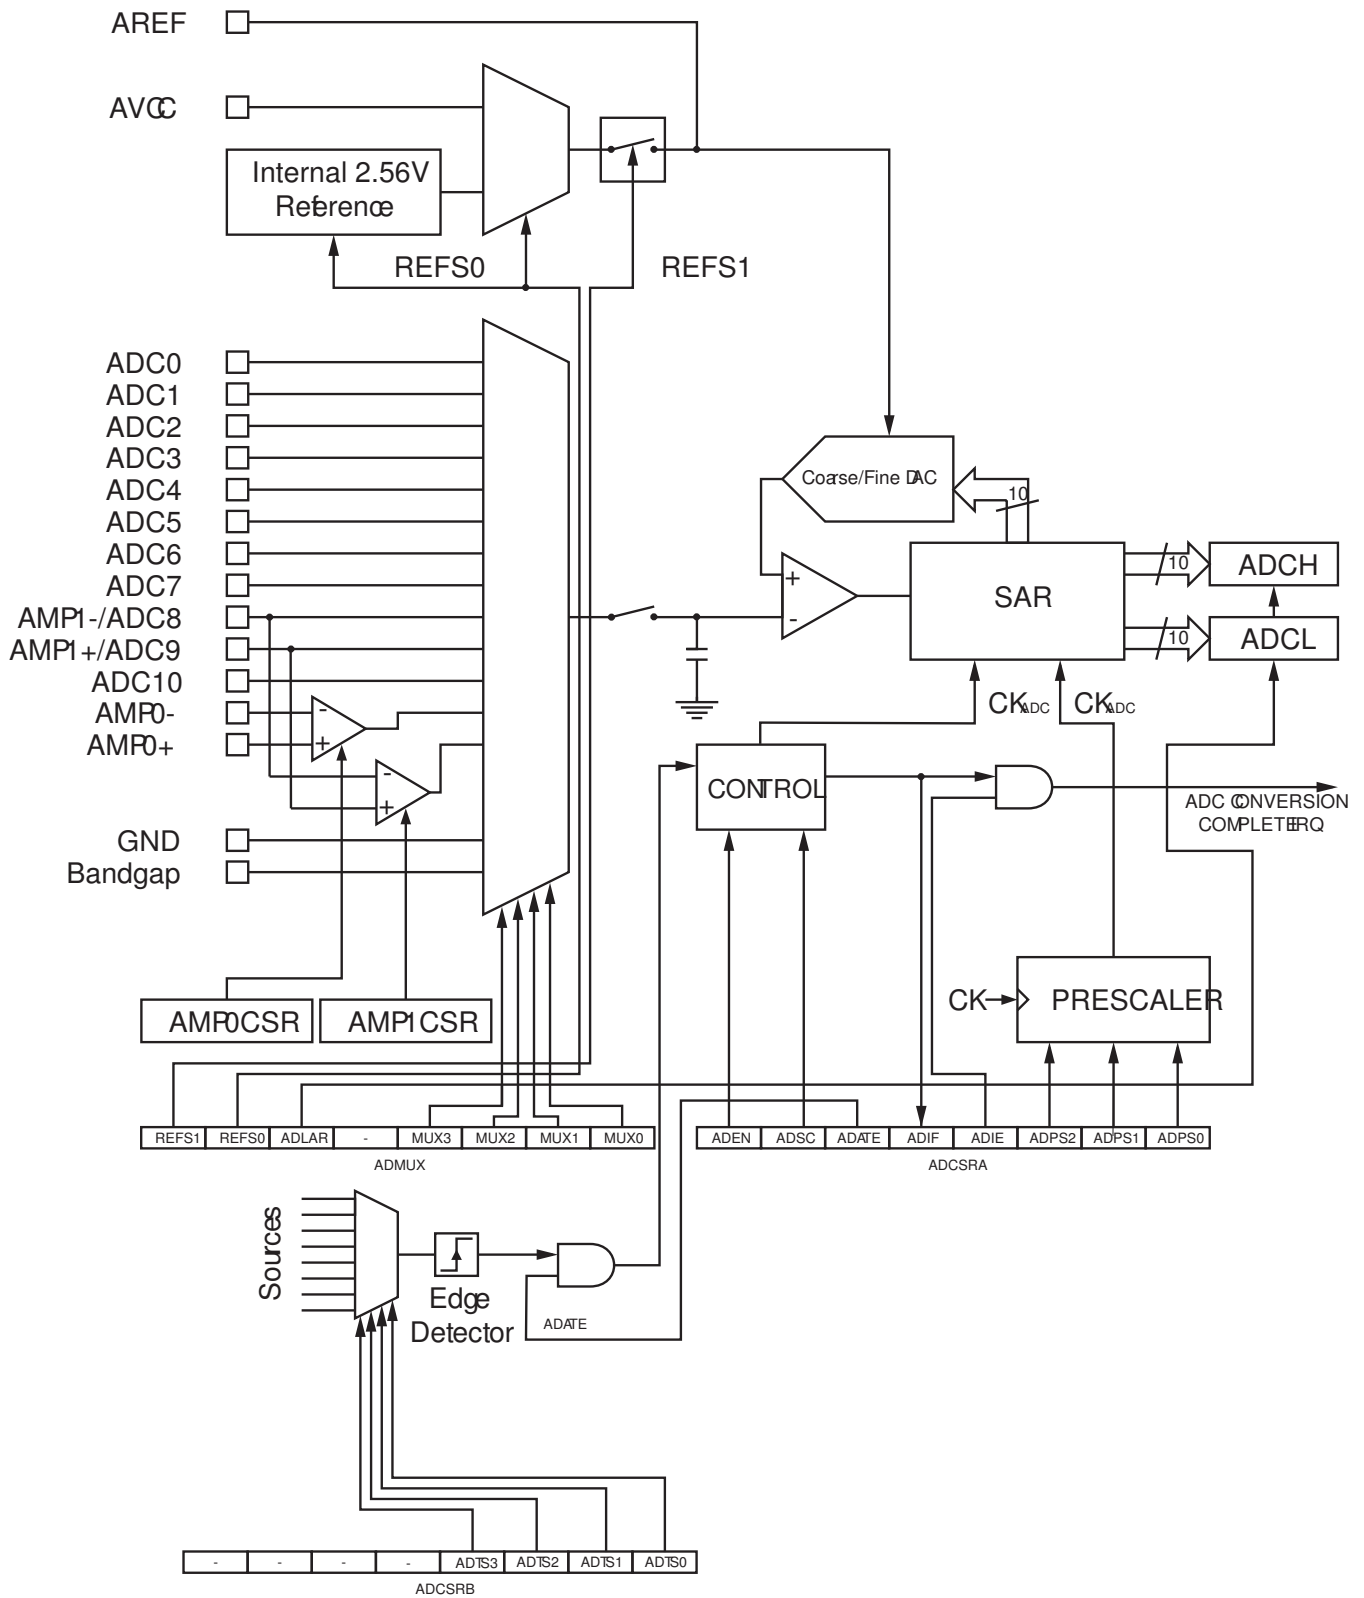 AREF
AVCC
Internal 2.56V
Reference
REFS0
REFS1
ADC0
ADC1
ADC2
ADC3
ADC4
ADC5
ADC6
ADC7
AMP1-/ADC8
AMP1+/ADC9
ADC10
AMP0-
AMP0+
GND
Bandgap
-
+
-
+
Coarse/Fine DAC
10
+
-
SAR
10
ADCH
10
ADCL
CKADC
CKADC
CONTROL
ADC CONVERSION
COMPLETE IRQ
CK
PRESCALER
AMP0CSR
AMP1CSR
REFS1 REFS0 ADLAR - MUX3 MUX2 MUX1 MUX0
ADMUX
ADEN ADSC ADATE ADIF ADIE ADPS2 ADPS1 ADPS0
ADCSRA
Sources
Edge
Detector
ADATE
- - - - ADTS3 ADTS2 ADTS1 ADTS0
ADCSRB